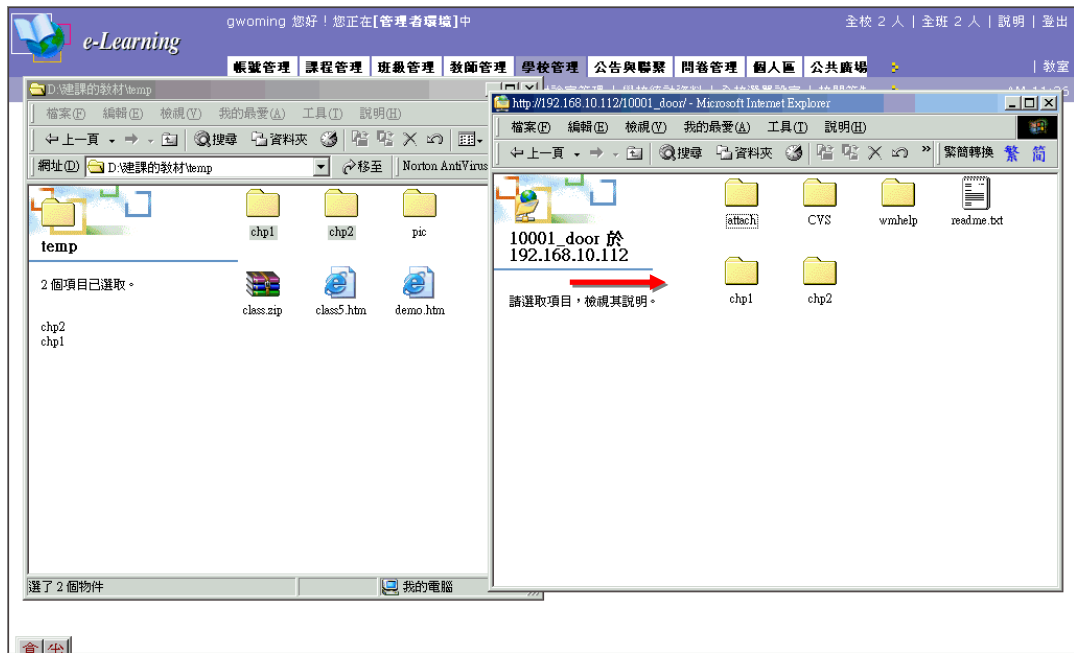 gwoming 您好！您正在[管理者環境]中
全校 2 人 | 全班 2 人 | 說明 | 登出
e-Learning
帳號管理 課程管理 班級管理 教師管理 學校管理 公告與聯繫 問卷管理 個人區 公共廣場
| 教室
D:\建課的教材\temp
檔案(F) 編輯(E) 檢視(V) 我的最愛(A) 工具(T) 說明(H)
上一頁 搜尋 資料夾
網址(D) D:\建課的教材\temp 移至 Norton AntiVirus
temp
2 個項目已選取。
chp2
chp1
chp1 chp2 pic
class.zip class5.htm demo.htm
選了 2 個物件 我的電腦
http://192.168.10.112/10001_door/ - Microsoft Internet Explorer
檔案(F) 編輯(E) 檢視(V) 我的最愛(A) 工具(T) 說明(H)
上一頁 搜尋 資料夾 » 繁簡轉換 繁 简
10001_door 於
192.168.10.112
請選取項目，檢視其說明。
attach CVS wmhelp readme.txt
chp1 chp2